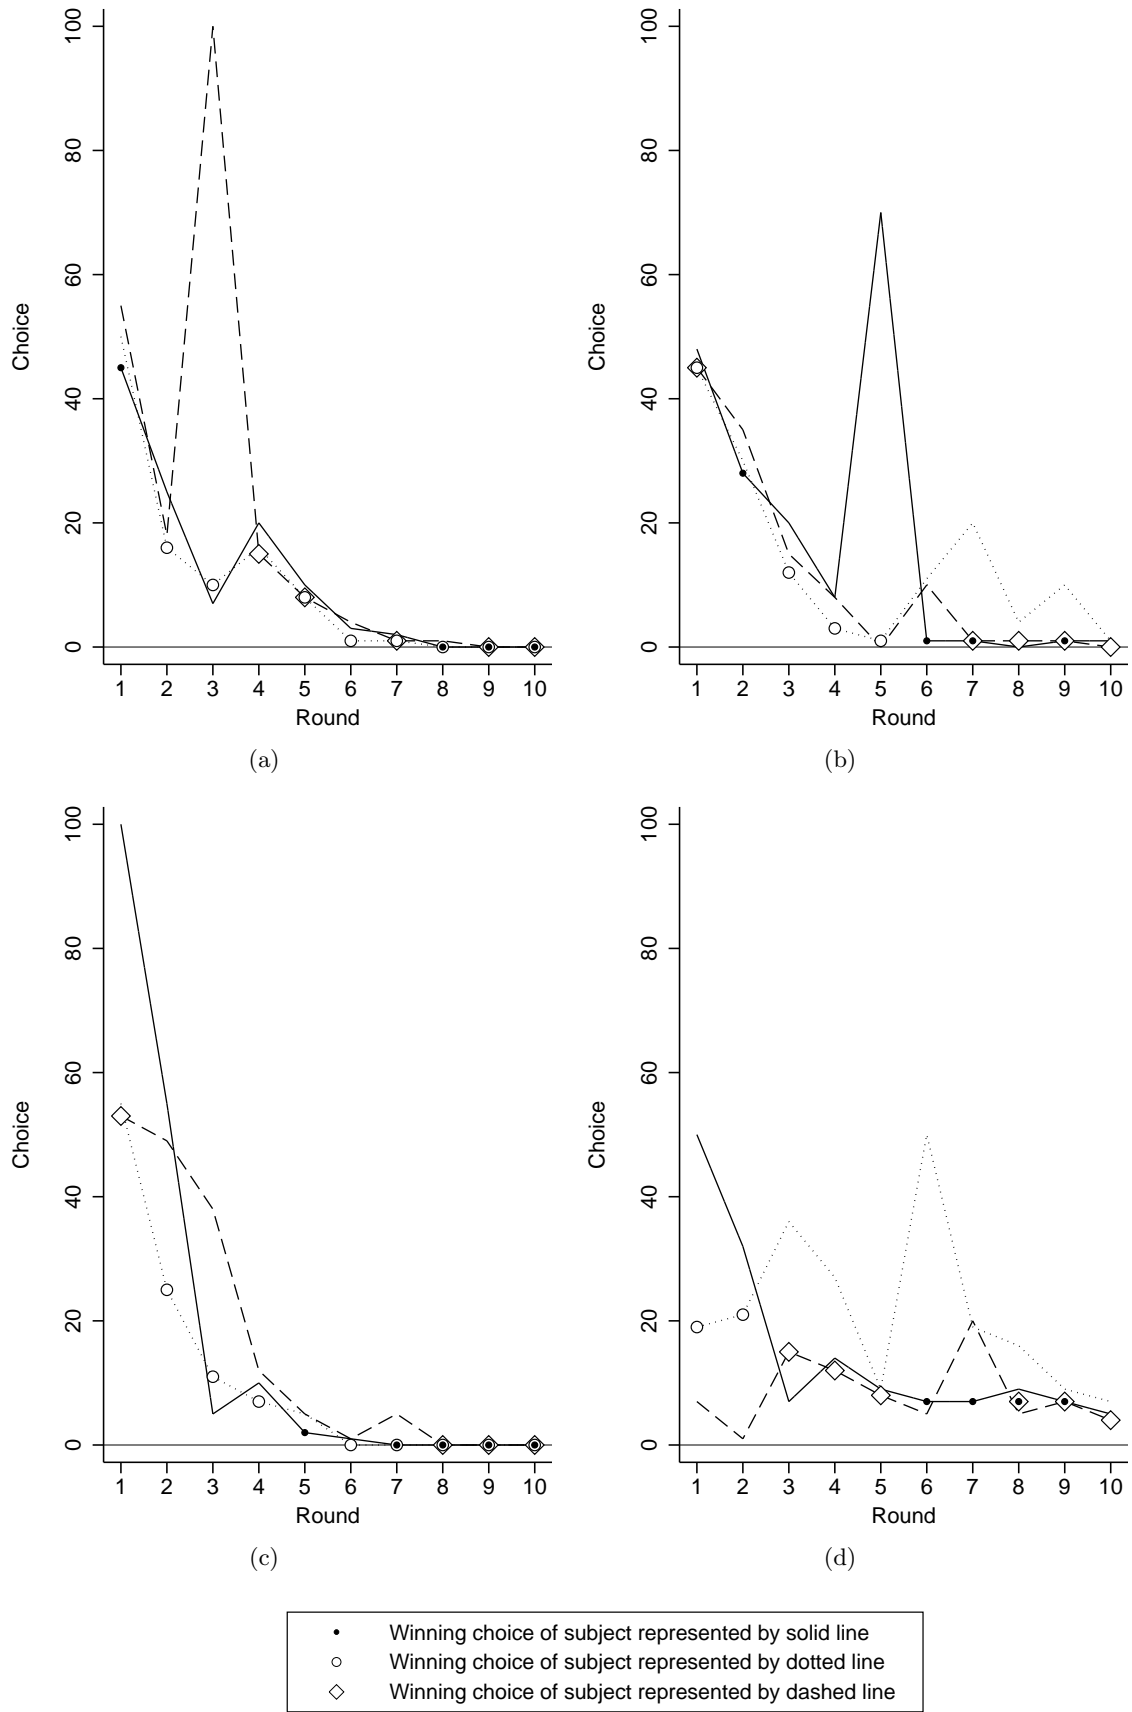 100
80
60
40
20
0
Choice
1 2 3 4 5 6 7 8 9 10
Round
(a)
100
80
60
40
20
0
Choice
1 2 3 4 5 6 7 8 9 10
Round
(b)
100
80
60
40
20
0
Choice
1 2 3 4 5 6 7 8 9 10
Round
(c)
100
80
60
40
20
0
Choice
1 2 3 4 5 6 7 8 9 10
Round
(d)
Winning choice of subject represented by solid line
Winning choice of subject represented by dotted line
Winning choice of subject represented by dashed line